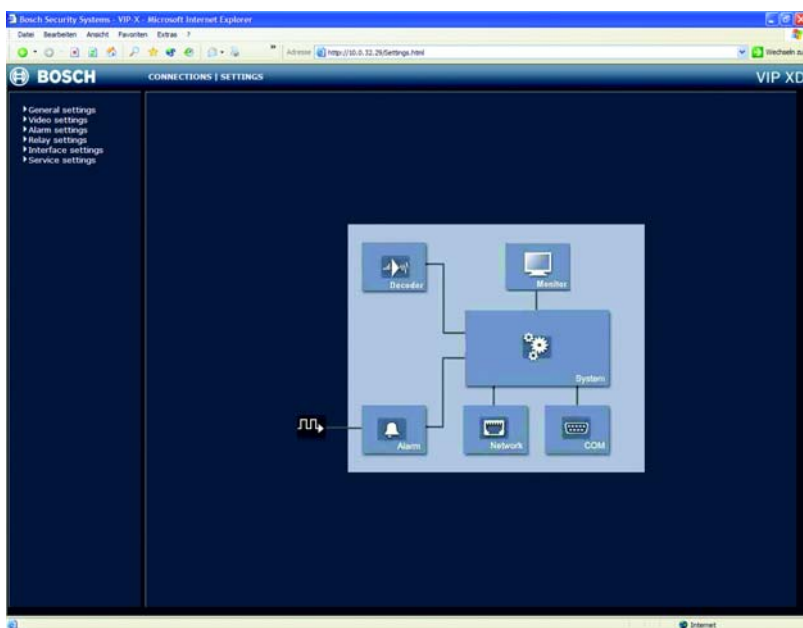 Bosch Security Systems - VIP-X - Microsoft Internet Explorer
Datei Bearbeiten Ansicht Favoriten Extras ?
Adresse http://10.0.32.29/Settings.html Wechseln zu
BOSCH CONNECTIONS | SETTINGS VIP XD
General settings
Video settings
Alarm settings
Relay settings
Interface settings
Service settings
Decoder
Monitor
System
Alarm
Network
COM
Internet